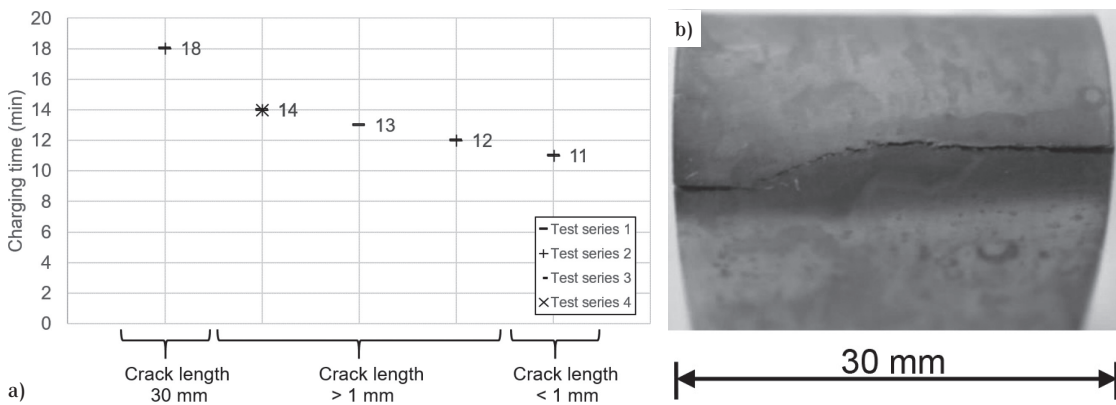 20
18
16
14
12
10
8
6
4
2
0
Charging time (min)
18
14
13
12
11
Test series 1
Test series 2
Test series 3
Test series 4
Crack length
30 mm
Crack length
> 1 mm
Crack length
< 1 mm
a)
b)
30 mm